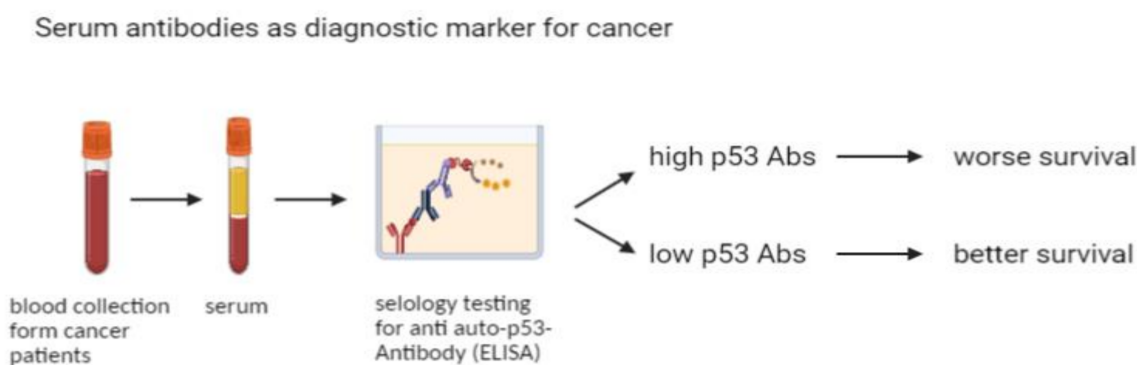 Serum antibodies as diagnostic marker for cancer
high p53 Abs
worse survival
low p53 Abs
better survival
blood collection
form cancer
patients
serum
selology testing
for anti auto-p53-
Antibody (ELISA)